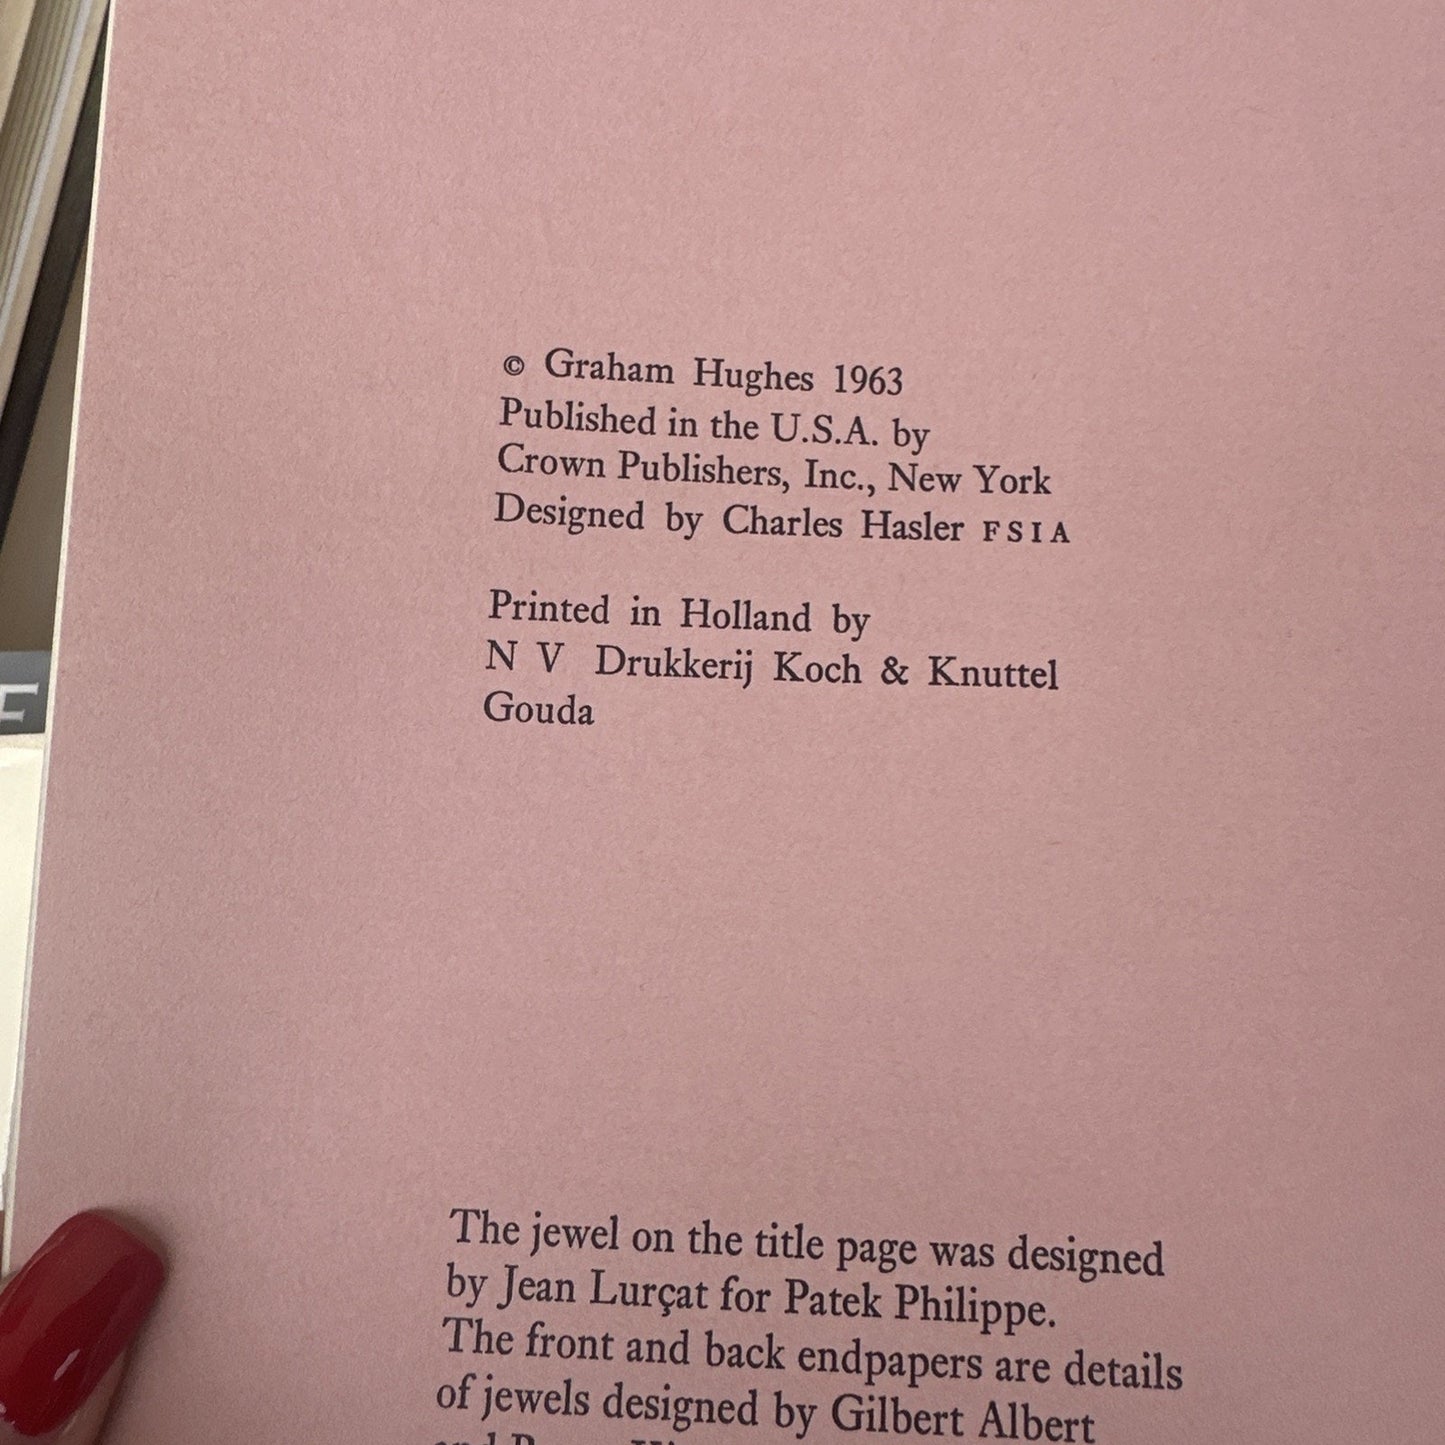 © Graham Hughes 1963
Published in the U.S.A. by
Crown Publishers, Inc., New York
Designed by Charles Hasler F S I A
Printed in Holland by
N V Drukkerij Koch & Knuttel
Gouda
The jewel on the title page was designed
by Jean Lurçat for Patek Philippe.
The front and back endpapers are details
of jewels designed by Gilbert Albert